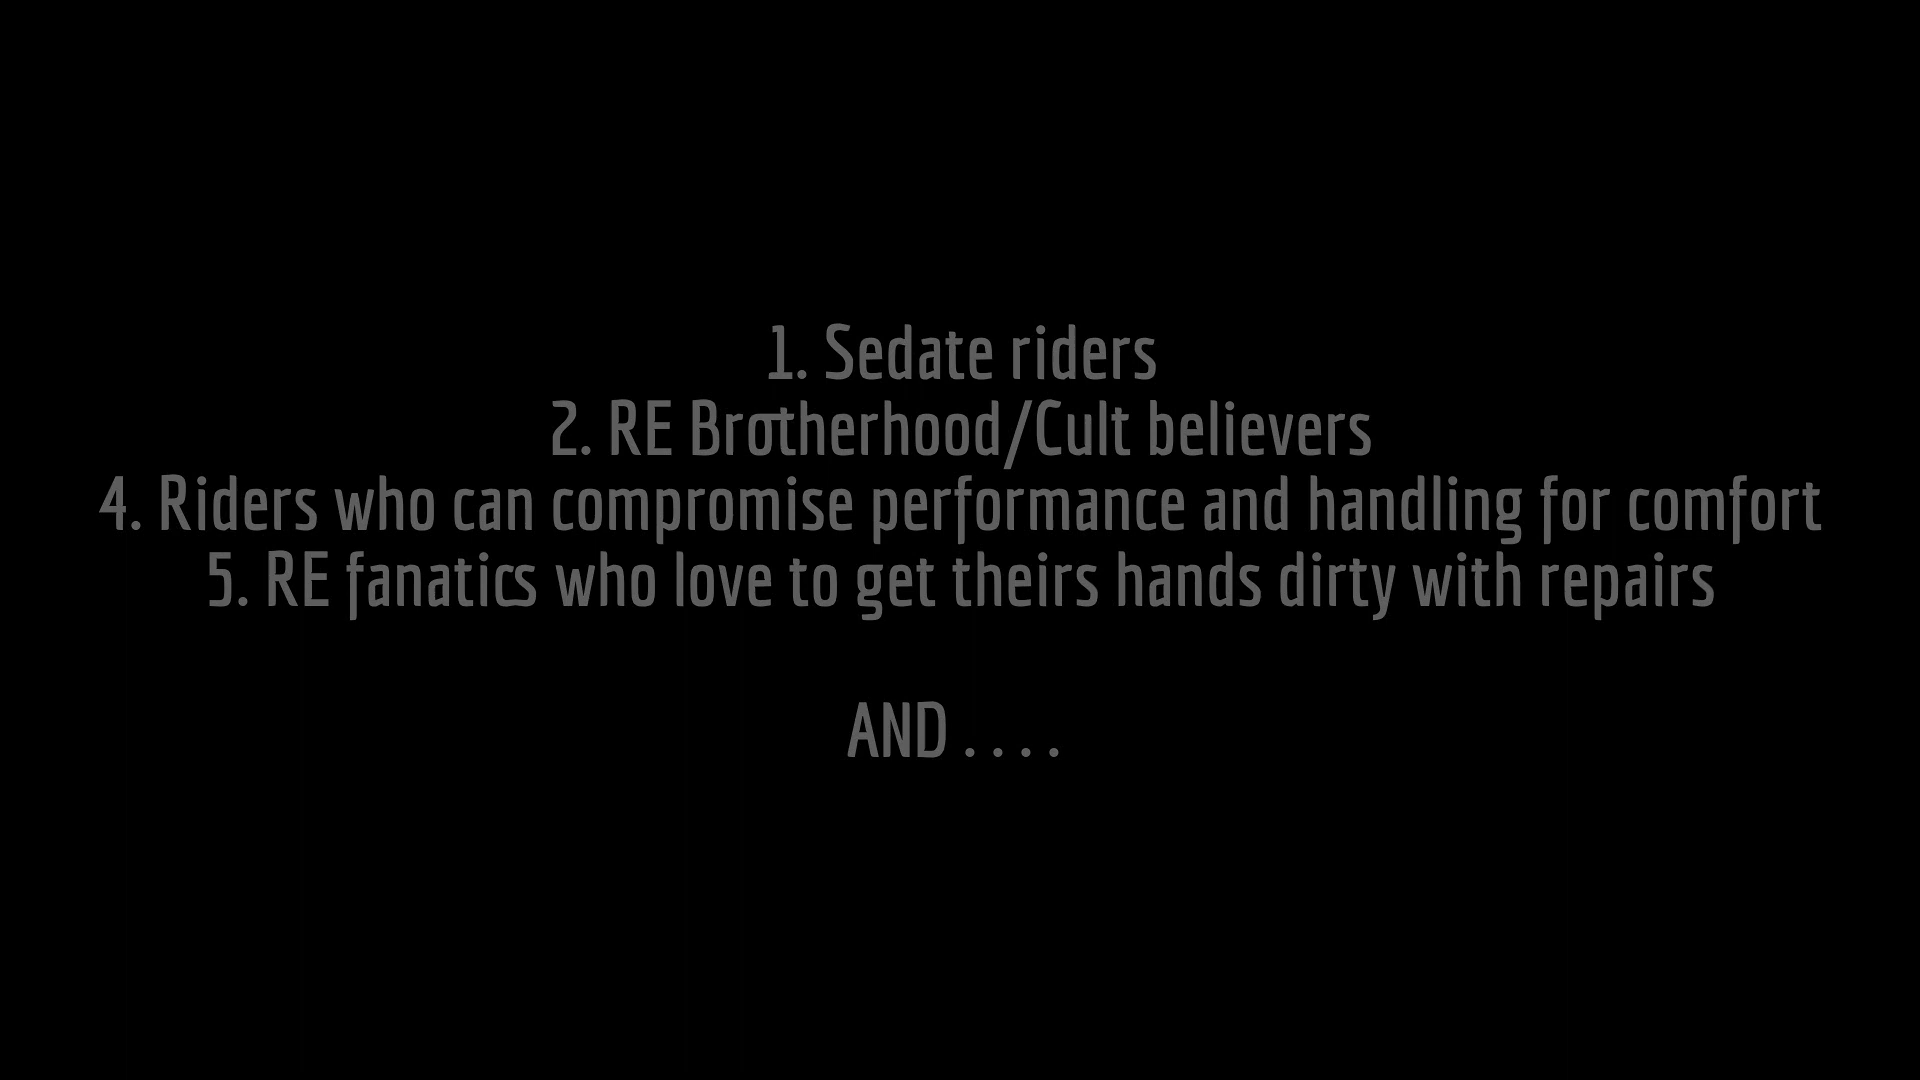 1. Sedate riders
2. RE Brotherhood/Cult believers
4. Riders who can compromise performance and handling for comfort
5. RE fanatics who love to get theirs hands dirty with repairs
AND . . . .